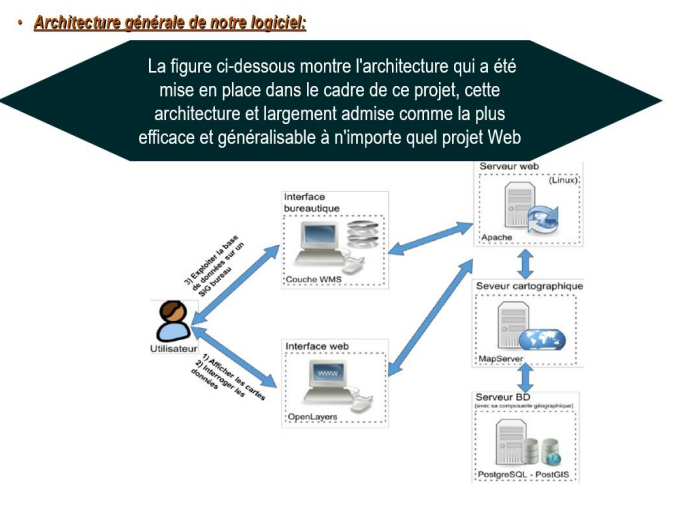 • Architecture générale de notre logiciel:
La figure ci-dessous montre l'architecture qui a été
mise en place dans le cadre de ce projet, cette
architecture et largement admise comme la plus
efficace et généralisable à n'importe quel projet Web
Serveur web
(Linux)
Apache
Interface
bureautique
Couche WMS
3) Exploiter la base
de données sur un
SIG bureau
Utilisateur
1) Afficher les cartes
2) Interroger les
données
Interface web
WWW
OpenLayers
Seveur cartographique
MapServer
Serveur BD
(avec sa composante géographique)
PostgreSQL - PostGIS